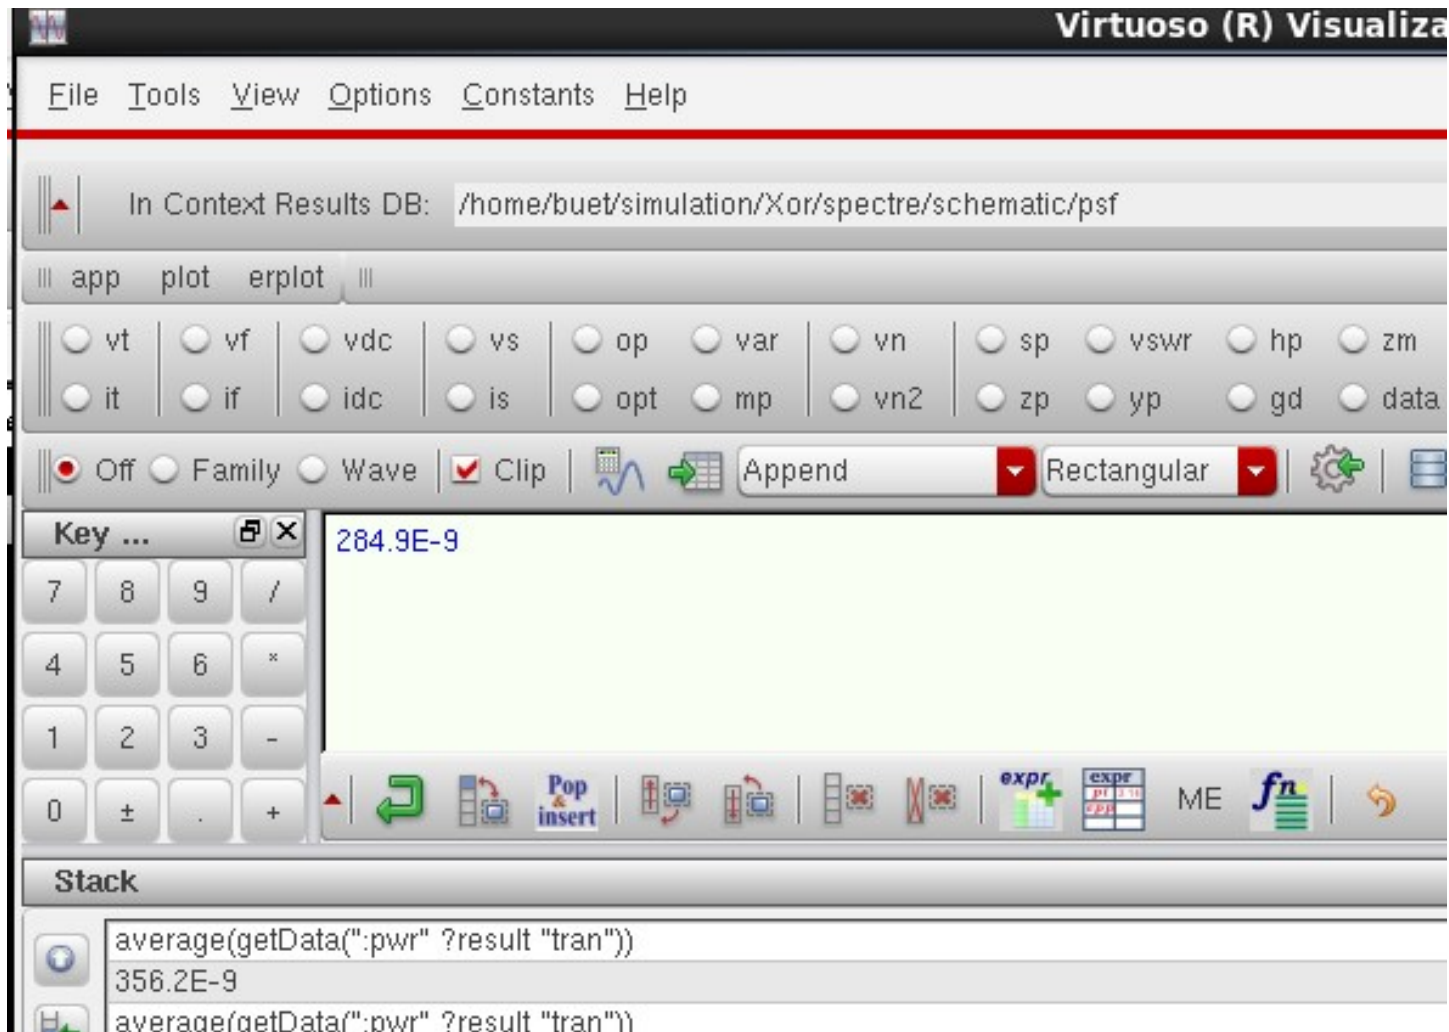 Virtuoso (R) Visualiza
File Tools View Options Constants Help
In Context Results DB: /home/buet/simulation/Xor/spectre/schematic/psf
app plot erplot
vt vf vdc vs op var vn sp vswr hp zm
it if idc is opt mp vn2 zp yp gd data
Off Family Wave Clip Append Rectangular
Key ...
284.9E-9
7 8 9 /
4 5 6 *
1 2 3 -
0 ± . +
Pop & insert expr expr ME fn
Stack
average(getData(":pwr" ?result "tran"))
356.2E-9
average(getData(":pwr" ?result "tran"))